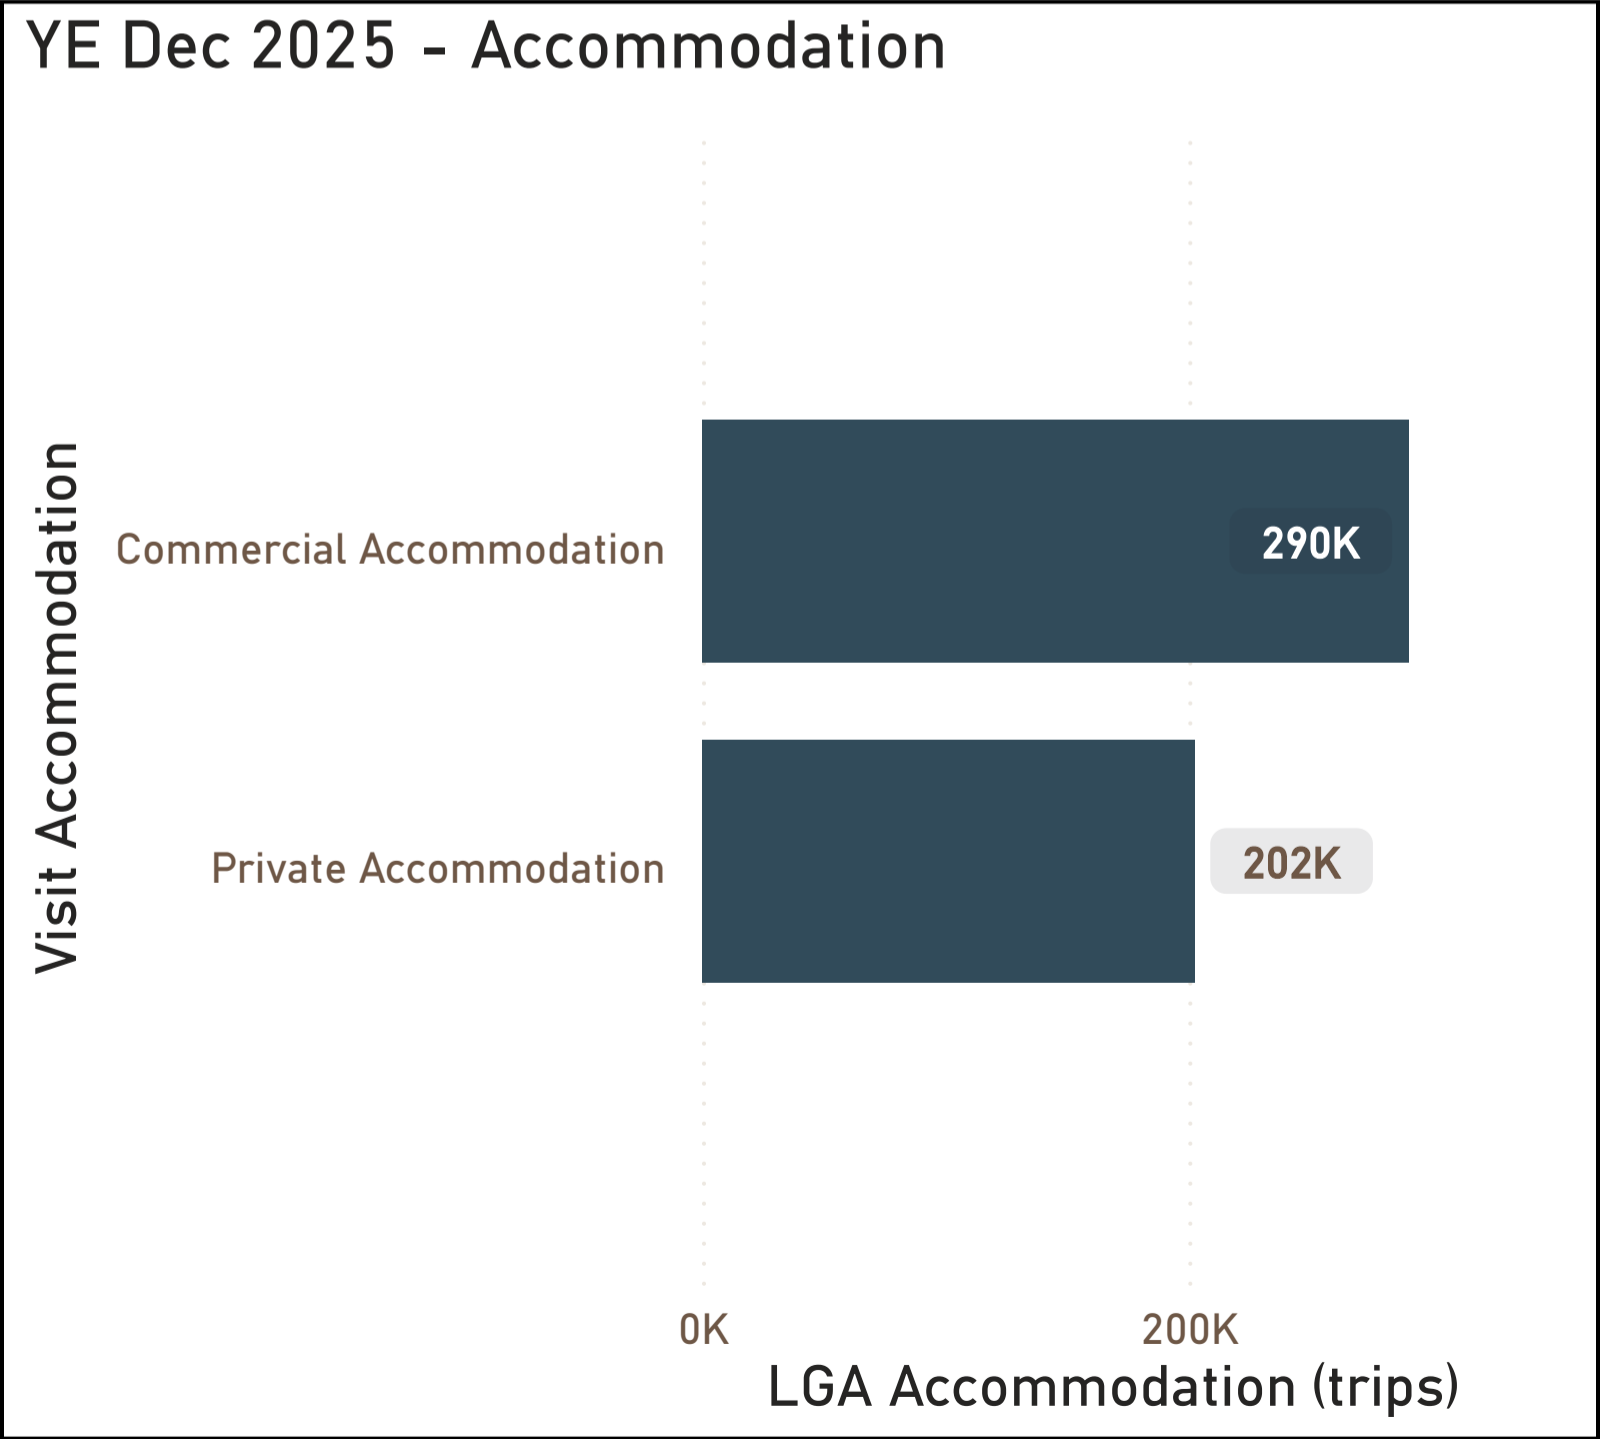 YE Dec 2025 - Accommodation
Visit Accommodation
Commercial Accommodation
290K
Private Accommodation
202K
0K
200K
LGA Accommodation (trips)